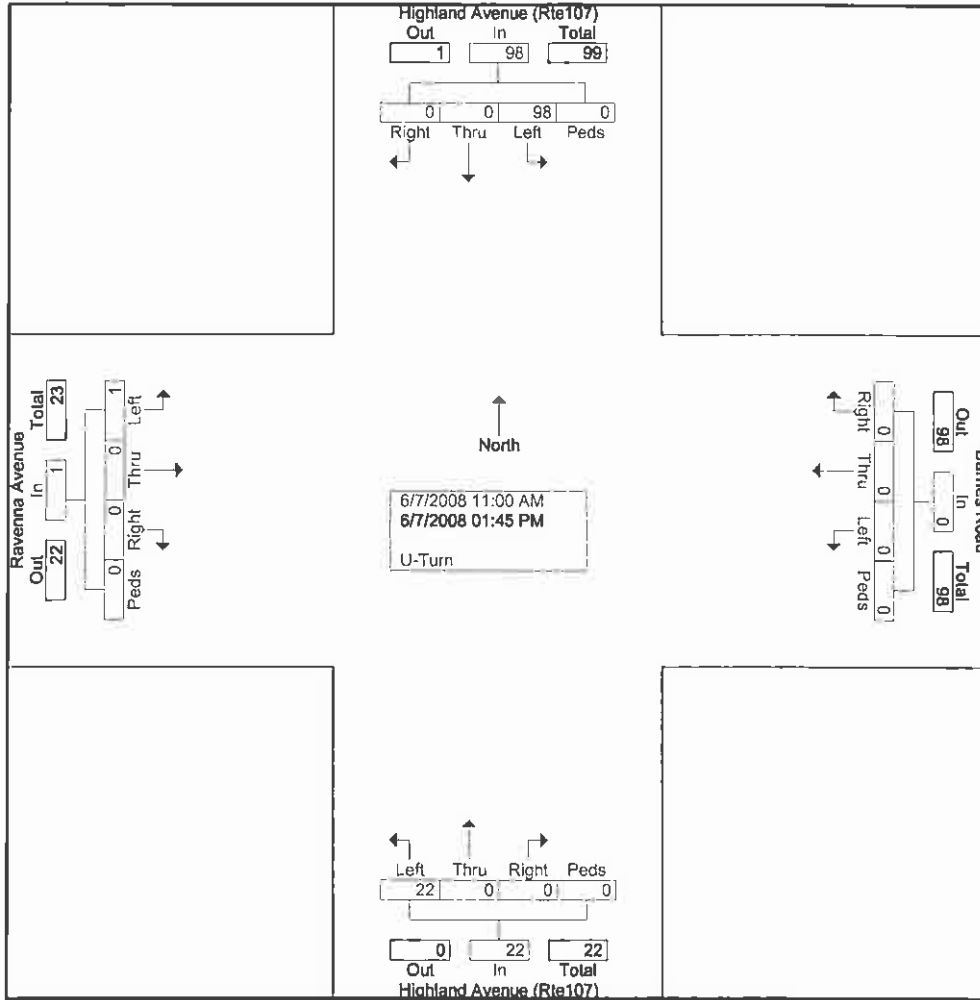 Highland Avenue (Rte107)
Out In Total
1 98 99
0 0 98 0
Right Thru Left Peds
Ravenna Avenue
Out In Total
22 1 23
1 0 0 0
Left Thru Right Peds
North
6/7/2008 11:00 AM
6/7/2008 01:45 PM
U-Turn
Right Thru Left Peds
0 0 0 0
Out In Total
98 0 98
Road
Left Thru Right Peds
22 0 0 0
0 22 22
Out In Total
Highland Avenue (Rte107)